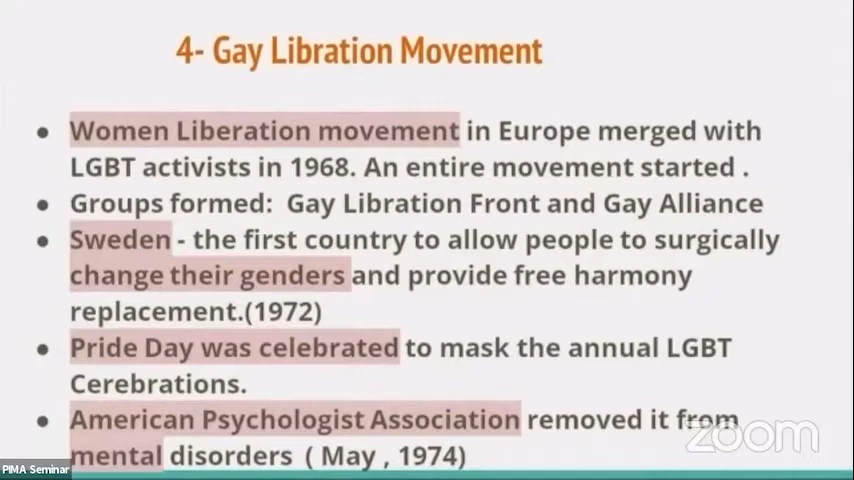 4- Gay Libration Movement
● Women Liberation movement in Europe merged with
LGBT activists in 1968. An entire movement started .
● Groups formed: Gay Libration Front and Gay Alliance
● Sweden - the first country to allow people to surgically
change their genders and provide free harmony
replacement.(1972)
● Pride Day was celebrated to mask the annual LGBT
Cerebrations.
● American Psychologist Association removed it from
mental disorders ( May , 1974)
zoom
PIMA Seminar